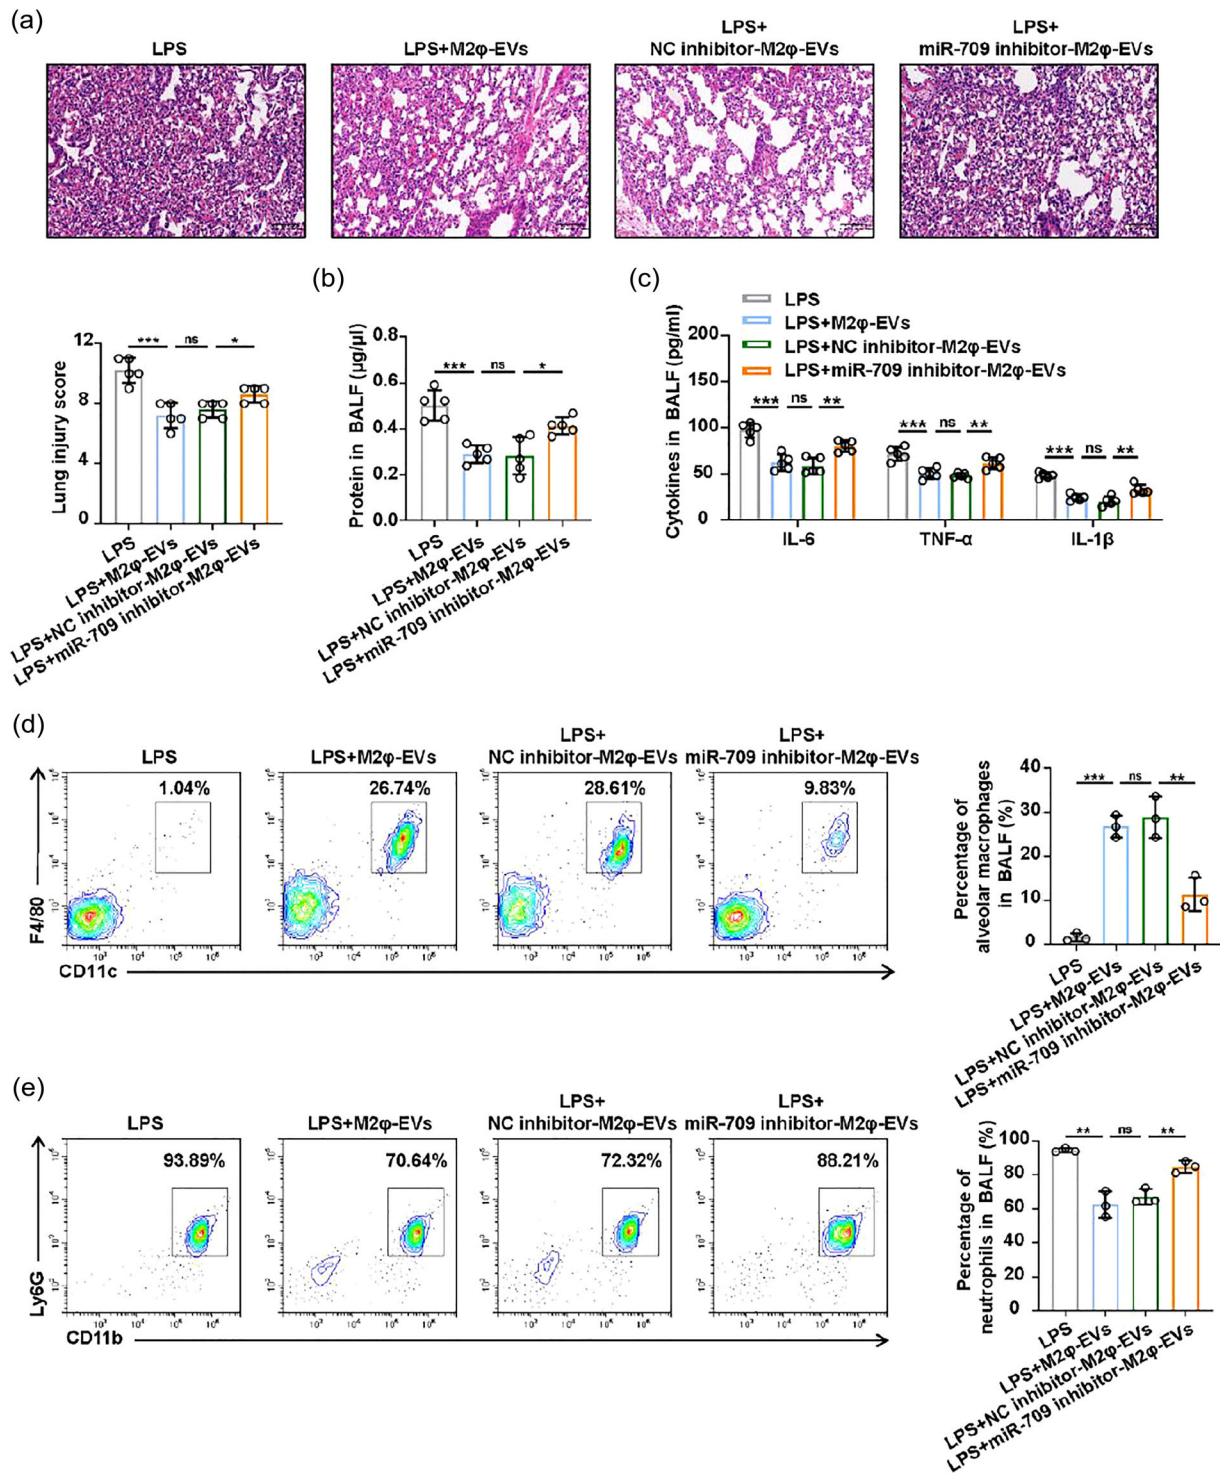 (a)
LPS
LPS+M2φ-EVs
LPS+
NC inhibitor-M2φ-EVs
LPS+
miR-709 inhibitor-M2φ-EVs
Lung injury score
12
8
4
0
*** ns *
LPS
LPS+M2φ-EVs
LPS+NC inhibitor-M2φ-EVs
LPS+miR-709 inhibitor-M2φ-EVs
(b)
Protein in BALF (µg/µl)
0.8
0.6
0.4
0.2
0.0
*** ns *
LPS
LPS+M2φ-EVs
LPS+NC inhibitor-M2φ-EVs
LPS+miR-709 inhibitor-M2φ-EVs
(c)
LPS
LPS+M2φ-EVs
LPS+NC inhibitor-M2φ-EVs
LPS+miR-709 inhibitor-M2φ-EVs
Cytokines in BALF (pg/ml)
200
150
100
50
0
*** ns **
*** ns **
*** ns **
IL-6 TNF-α IL-1β
(d)
LPS
LPS+M2φ-EVs
LPS+
NC inhibitor-M2φ-EVs
LPS+
miR-709 inhibitor-M2φ-EVs
1.04%
26.74%
28.61%
9.83%
F4/80
CD11c
Percentage of
alveolar macrophages
in BALF (%)
40
30
20
10
0
*** ns **
LPS
LPS+M2φ-EVs
LPS+NC inhibitor-M2φ-EVs
LPS+miR-709 inhibitor-M2φ-EVs
(e)
LPS
LPS+M2φ-EVs
LPS+
NC inhibitor-M2φ-EVs
LPS+
miR-709 inhibitor-M2φ-EVs
93.89%
70.64%
72.32%
88.21%
Ly6G
CD11b
Percentage of
neutrophils in BALF (%)
100
80
60
40
20
0
** ns **
LPS
LPS+M2φ-EVs
LPS+NC inhibitor-M2φ-EVs
LPS+miR-709 inhibitor-M2φ-EVs